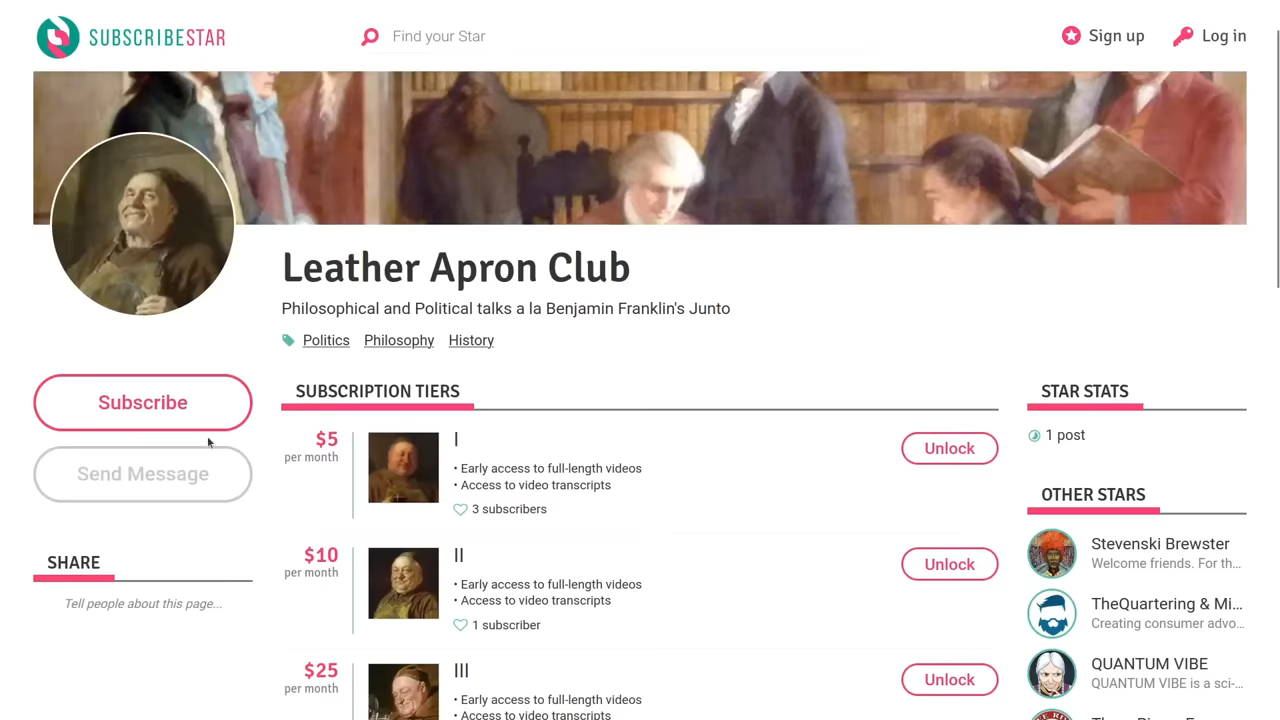 SUBSCRIBESTAR
Find your Star
Sign up
Log in
Leather Apron Club
Philosophical and Political talks a la Benjamin Franklin's Junto
Politics Philosophy History
Subscribe
Send Message
SHARE
Tell people about this page...
SUBSCRIPTION TIERS
$5
per month
I
• Early access to full-length videos
• Access to video transcripts
3 subscribers
Unlock
$10
per month
II
• Early access to full-length videos
• Access to video transcripts
1 subscriber
Unlock
$25
per month
III
• Early access to full-length videos
• Access to video transcripts
Unlock
STAR STATS
1 post
OTHER STARS
Stevenski Brewster
Welcome friends. For th...
TheQuartering & Mi...
Creating consumer advo...
QUANTUM VIBE
QUANTUM VIBE is a sci-...